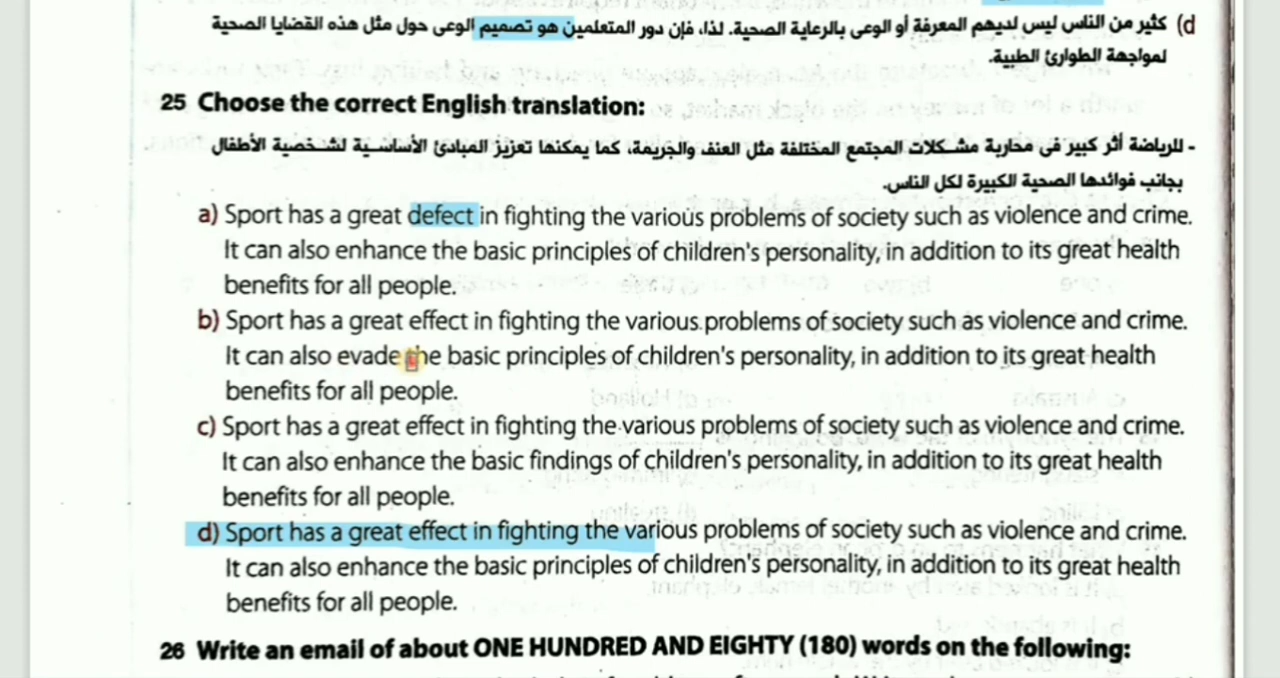 d) كثير من الناس ليس لديهم المعرفة أو الوعى بالرعاية الصحية. لذا، فإن دور المتعلمين هو تصميم الوعى حول مثل هذه القضايا الصحية
لمواجهة الطوارئ الطبية.
25 Choose the correct English translation:
- للرياضة أثر كبير فى محاربة مشكلات المجتمع المختلفة مثل العنف والجريمة، كما يمكنها تعزيز المبادئ الأساسية لشخصية الأطفال
بجانب فوائدها الصحية الكبيرة لكل الناس.
a) Sport has a great defect in fighting the various problems of society such as violence and crime.
It can also enhance the basic principles of children's personality, in addition to its great health
benefits for all people.
b) Sport has a great effect in fighting the various problems of society such as violence and crime.
It can also evade the basic principles of children's personality, in addition to its great health
benefits for all people.
c) Sport has a great effect in fighting the various problems of society such as violence and crime.
It can also enhance the basic findings of children's personality, in addition to its great health
benefits for all people.
d) Sport has a great effect in fighting the various problems of society such as violence and crime.
It can also enhance the basic principles of children's personality, in addition to its great health
benefits for all people.
26 Write an email of about ONE HUNDRED AND EIGHTY (180) words on the following: